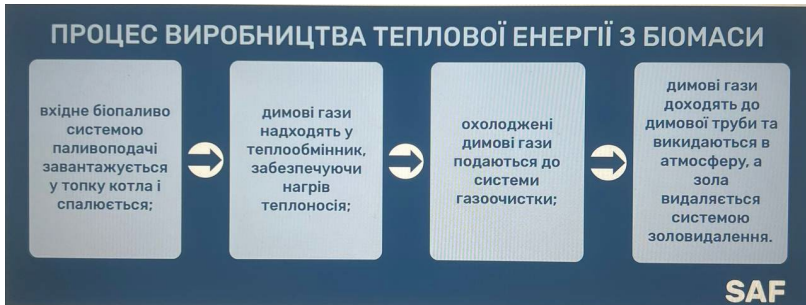 ПРОЦЕС ВИРОБНИЦТВА ТЕПЛОВОЇ ЕНЕРГІЇ З БІОМАСИ
вхідне біопаливо
системою
паливоподачі
завантажується
у топку котла і
спалюється;
димові гази
надходять у
теплообмінник,
забезпечуючи
нагрів
теплоносія;
охолоджені
димові гази
подаються до
системи
газоочистки;
димові гази
доходять до
димової труби та
викидаються в
атмосферу, а
зола
видаляється
системою
золовидалення.
SAF